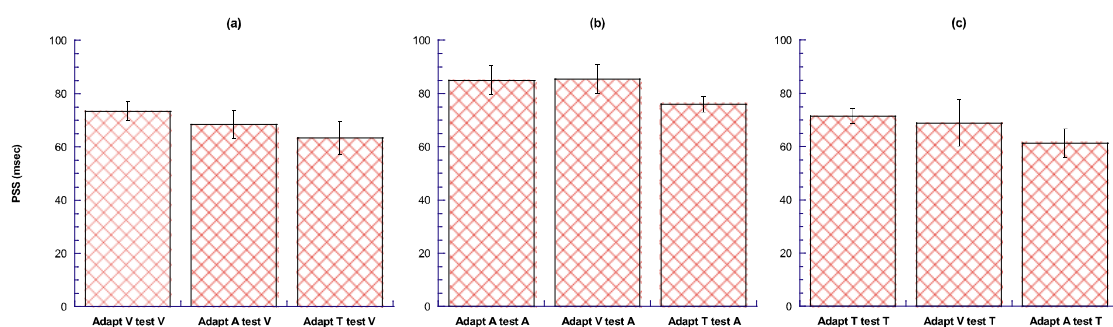 (a)
(b)
(c)
PSS (msec)
100
80
60
40
20
0
Adapt V test V
Adapt A test V
Adapt T test V
100
80
60
40
20
0
Adapt A test A
Adapt V test A
Adapt T test A
100
80
60
40
20
0
Adapt T test T
Adapt V test T
Adapt A test T